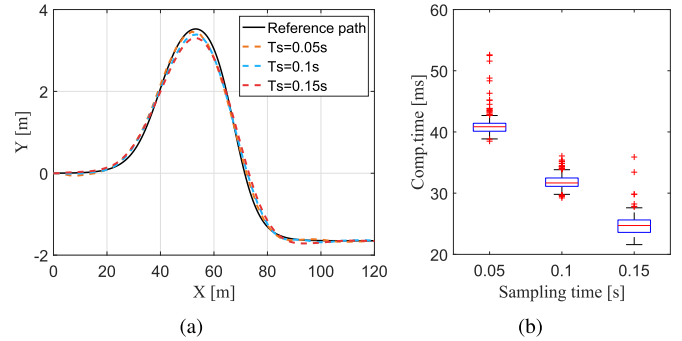 4
2
0
-2
Y [m]
0 20 40 60 80 100 120
X [m]
Reference path
Ts=0.05s
Ts=0.1s
Ts=0.15s
(a)
60
50
40
30
20
Comp.time [ms]
0.05 0.1 0.15
Sampling time [s]
(b)